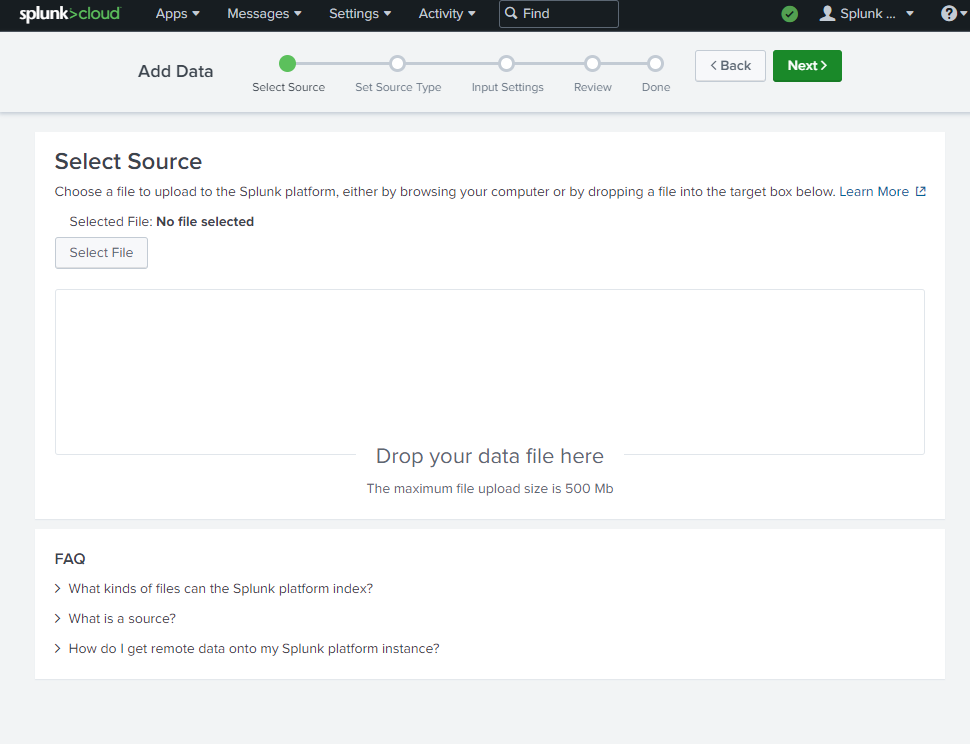 splunk>cloud Apps Messages Settings Activity Find Splunk ... ?
Add Data
Select Source Set Source Type Input Settings Review Done
< Back Next >
Select Source
Choose a file to upload to the Splunk platform, either by browsing your computer or by dropping a file into the target box below. Learn More
Selected File: No file selected
Select File
Drop your data file here
The maximum file upload size is 500 Mb
FAQ
> What kinds of files can the Splunk platform index?
> What is a source?
> How do I get remote data onto my Splunk platform instance?